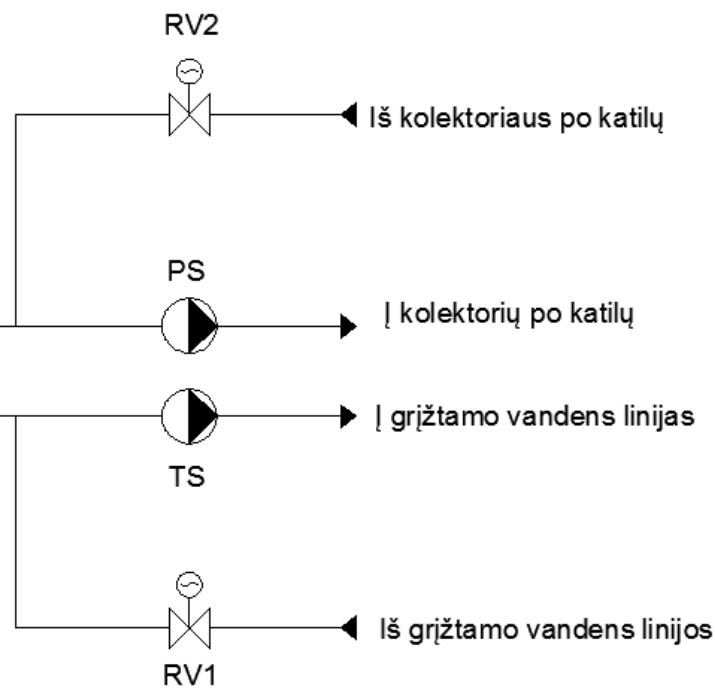 RV2
Iš kolektoriaus po katilų
PS
Į kolektorių po katilų
Į grįžtamo vandens linijas
TS
Iš grįžtamo vandens linijos
RV1